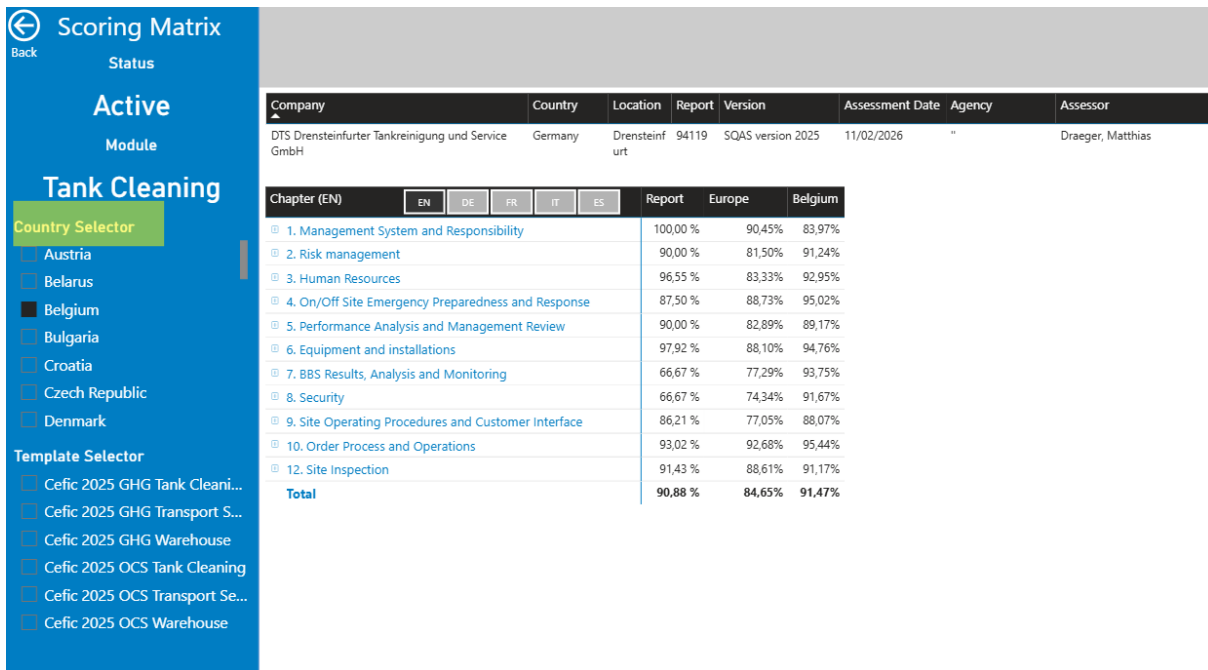 Scoring Matrix
Back
Status
Active
Module
Tank Cleaning
Country Selector
Austria
Belarus
Belgium
Bulgaria
Croatia
Czech Republic
Denmark
Template Selector
Cefic 2025 GHG Tank Cleani...
Cefic 2025 GHG Transport S...
Cefic 2025 GHG Warehouse
Cefic 2025 OCS Tank Cleaning
Cefic 2025 OCS Transport Se...
Cefic 2025 OCS Warehouse
Company Country Location Report Version Assessment Date Agency Assessor
DTS Drensteinfurter Tankreinigung und Service Germany Drensteinf 94119 SQAS version 2025 11/02/2026 " Draeger, Matthias
GmbH urt
Chapter (EN) EN DE FR IT ES Report Europe Belgium
1. Management System and Responsibility 100,00 % 90,45% 83,97%
2. Risk management 90,00 % 81,50% 91,24%
3. Human Resources 96,55 % 83,33% 92,95%
4. On/Off Site Emergency Preparedness and Response 87,50 % 88,73% 95,02%
5. Performance Analysis and Management Review 90,00 % 82,89% 89,17%
6. Equipment and installations 97,92 % 88,10% 94,76%
7. BBS Results, Analysis and Monitoring 66,67 % 77,29% 93,75%
8. Security 66,67 % 74,34% 91,67%
9. Site Operating Procedures and Customer Interface 86,21 % 77,05% 88,07%
10. Order Process and Operations 93,02 % 92,68% 95,44%
12. Site Inspection 91,43 % 88,61% 91,17%
Total 90,88 % 84,65% 91,47%